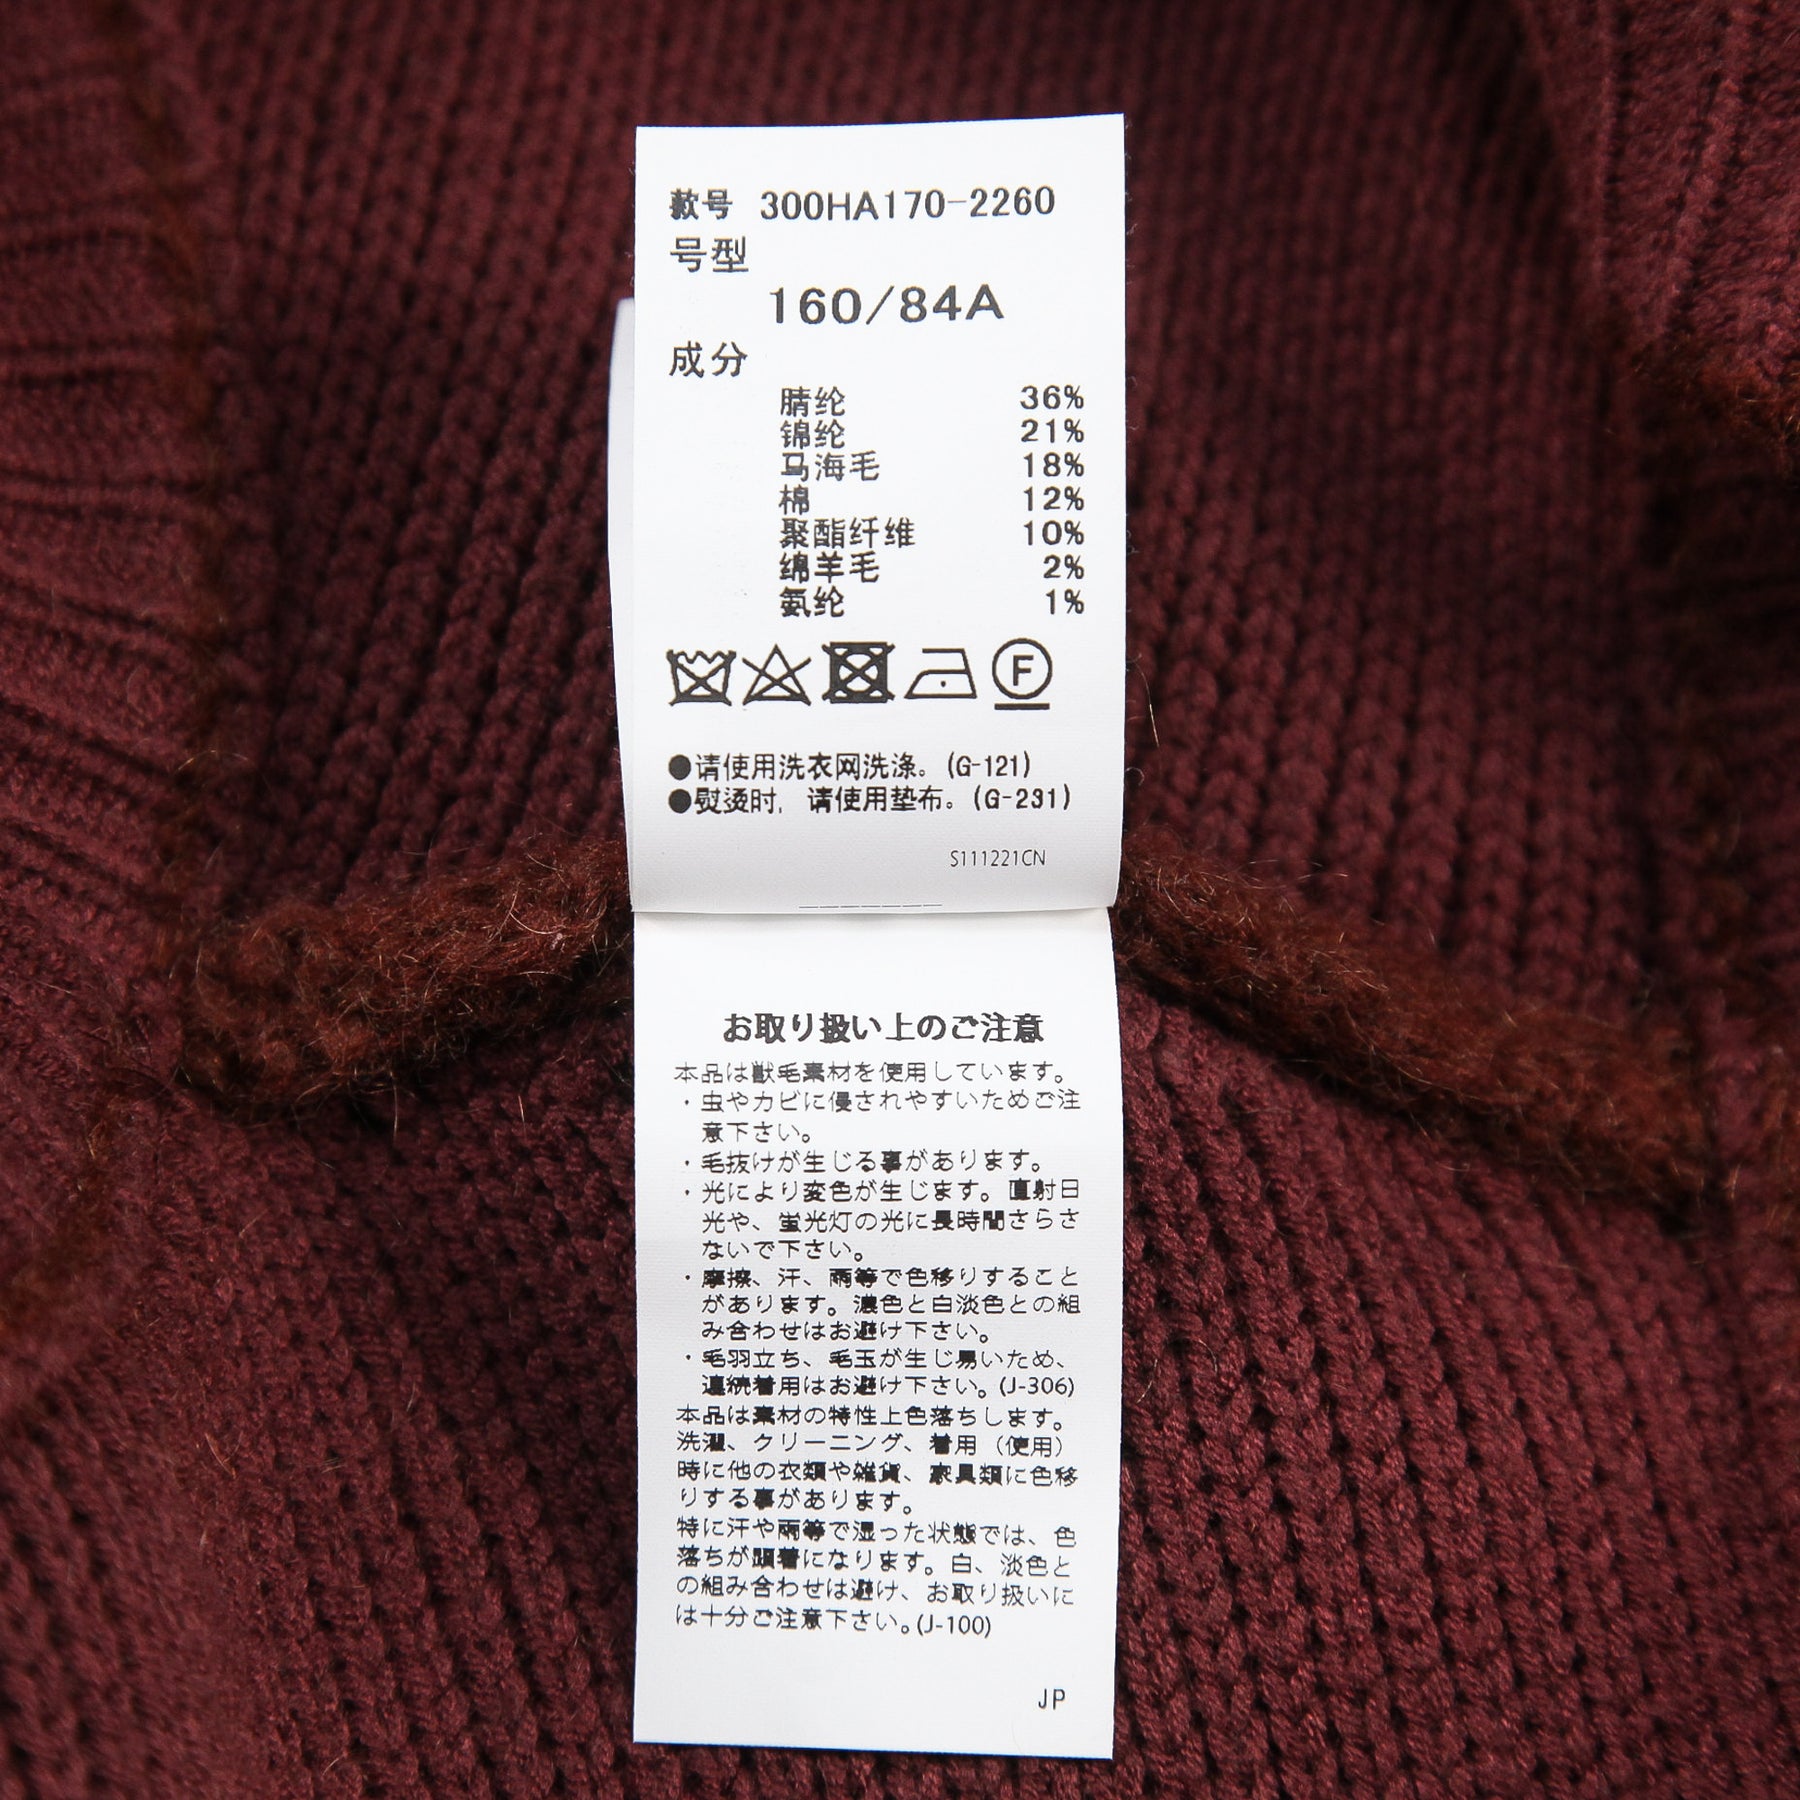 款号 300HA170-2260
号型
160/84A
成分
腈纶 36%
锦纶 21%
马海毛 18%
棉 12%
聚酯纤维 10%
绵羊毛 2%
氨纶 1%
F
●请使用洗衣网洗涤。(G-121)
●熨烫时，请使用垫布。(G-231)
S111221CN
お取り扱い上のご注意
本品は獣毛素材を使用しています。
・虫やカビに侵されやすいためご注
意下さい。
・毛抜けが生じる事があります。
・光により変色が生じます。直射日
光や、蛍光灯の光に長時間さらさ
ないで下さい。
・摩擦、汗、雨等で色移りすること
があります。濃色と白淡色との組
み合わせはお避け下さい。
・毛羽立ち、毛玉が生じ易いため、
連続着用はお避け下さい。(J-306)
本品は素材の特性上色落ちします。
洗濯、クリーニング、着用（使用）
時に他の衣類や雑貨、家具類に色移
りする事があります。
特に汗や雨等で湿った状態では、色
落ちが顕著になります。白、淡色と
の組み合わせは避け、お取り扱いに
は十分ご注意下さい。(J-100)
JP